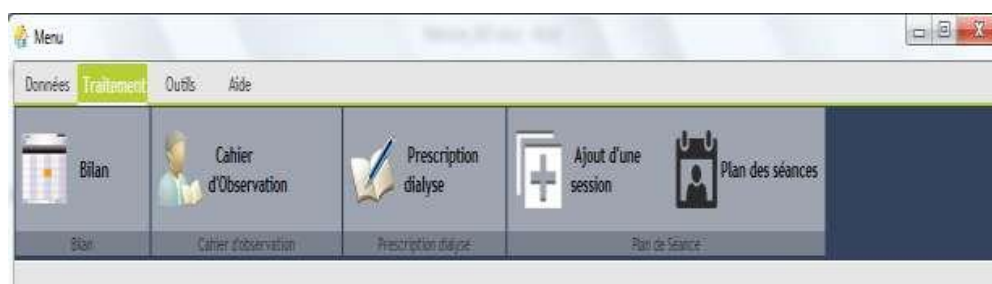 Menu
Données Traitement Outils Aide
Bilan
Cahier
d'Observation
Prescription
dialyse
Ajout d'une
session
Plan des séances
Bilan Cahier d'observation Prescription dialyse Plan de Séance